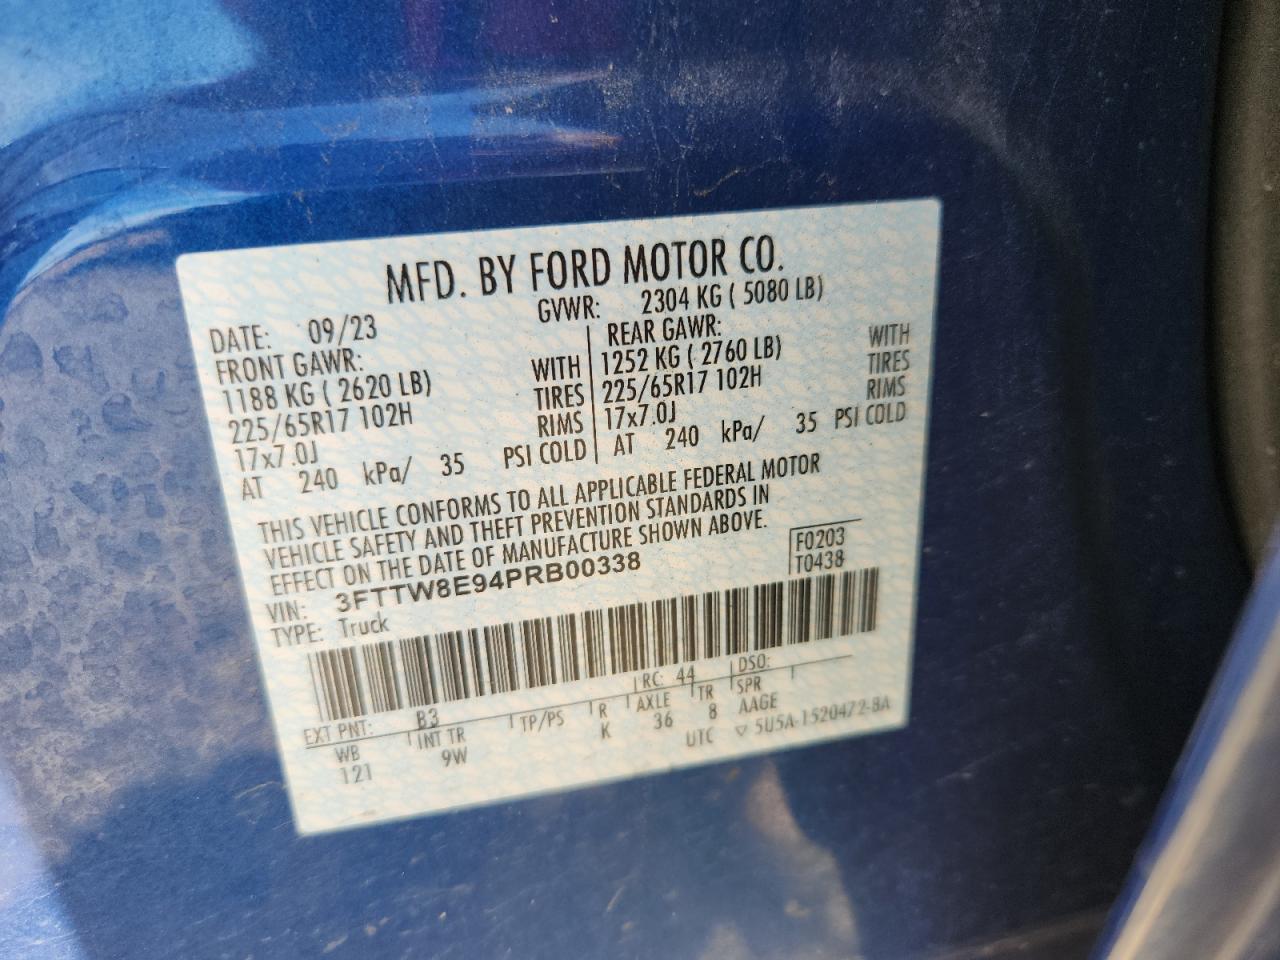 MFD. BY FORD MOTOR CO.
DATE: 09/23 GVWR: 2304 KG ( 5080 LB)
FRONT GAWR: REAR GAWR:
1188 KG ( 2620 LB) WITH 1252 KG ( 2760 LB) WITH
225/65R17 102H TIRES 225/65R17 102H TIRES
17x7.0J RIMS 17x7.0J RIMS
AT 240 kPa/ 35 PSI COLD AT 240 kPa/ 35 PSI COLD
THIS VEHICLE CONFORMS TO ALL APPLICABLE FEDERAL MOTOR
VEHICLE SAFETY AND THEFT PREVENTION STANDARDS IN
EFFECT ON THE DATE OF MANUFACTURE SHOWN ABOVE.
VIN: 3FTTW8E94PRB00338 F0203
TYPE: Truck T0438
EXT PNT: B3 RC: 44 DSO:
WB INT TR TP/PS R AXLE TR SPR
121 9W K 36 8 AAGE
UTC ▽ 5U5A-1520472-BA